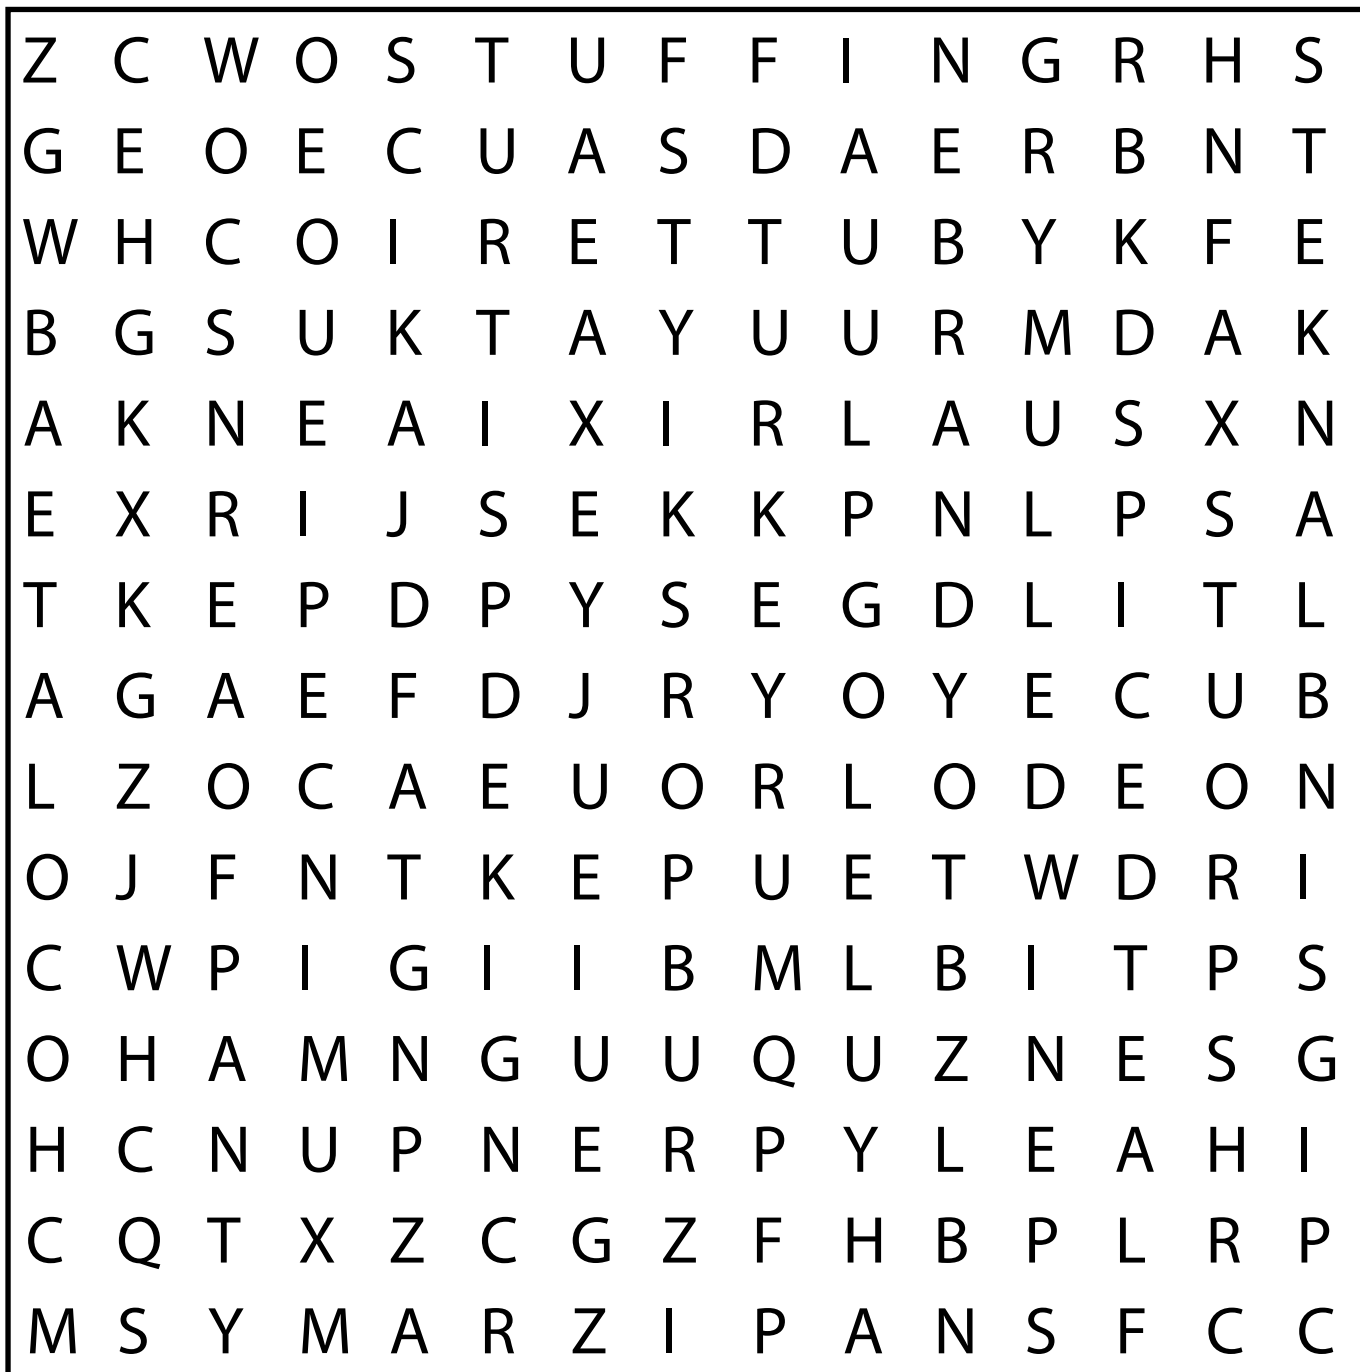 Z C W O S T U F F I N G R H S
G E O E C U A S D A E R B N T
W H C O I R E T T U B Y K F E
B G S U K T A Y U U R M D A K
A K N E A I X I R L A U S X N
E X R I J S E K K P N L P S A
T K E P D P Y S E G D L I T L
A G A E F D J R Y O Y E C U B
L Z O C A E U O R L O D E O N
O J F N T K E P U E T W D R I
C W P I G I I B M L B I T P S
O H A M N G U U Q U Z N E S G
H C N U P N E R P Y L E A H I
C Q T X Z C G Z F H B P L R P
M S Y M A R Z I P A N S F C C